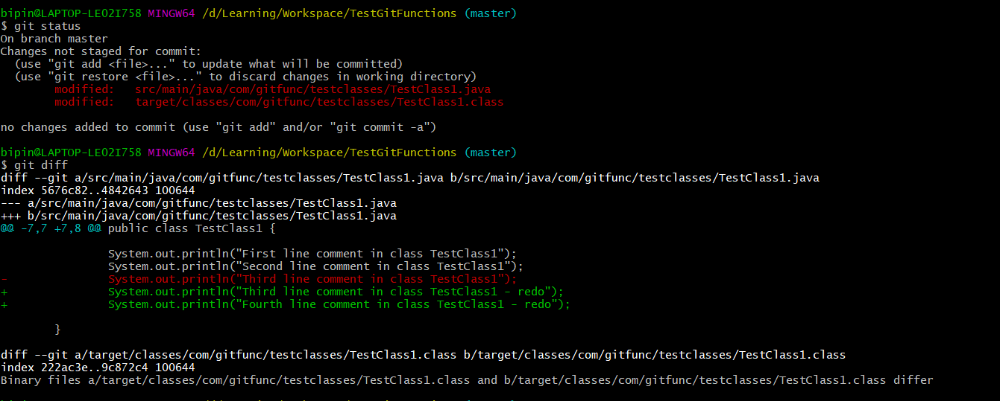 bipin@LAPTOP-LE02I758 MINGW64 /d/Learning/Workspace/TestGitFunctions (master)
$ git status
On branch master
Changes not staged for commit:
  (use "git add <file>..." to update what will be committed)
  (use "git restore <file>..." to discard changes in working directory)
        modified:   src/main/java/com/gitfunc/testclasses/TestClass1.java
        modified:   target/classes/com/gitfunc/testclasses/TestClass1.class
no changes added to commit (use "git add" and/or "git commit -a")
bipin@LAPTOP-LE02I758 MINGW64 /d/Learning/Workspace/TestGitFunctions (master)
$ git diff
diff --git a/src/main/java/com/gitfunc/testclasses/TestClass1.java b/src/main/java/com/gitfunc/testclasses/TestClass1.java
index 5676c82..4842643 100644
--- a/src/main/java/com/gitfunc/testclasses/TestClass1.java
+++ b/src/main/java/com/gitfunc/testclasses/TestClass1.java
@@ -7,7 +7,8 @@ public class TestClass1 {
                System.out.println("First line comment in class TestClass1");
                System.out.println("Second line comment in class TestClass1");
-               System.out.println("Third line comment in class TestClass1");
+               System.out.println("Third line comment in class TestClass1 - redo");
+               System.out.println("Fourth line comment in class TestClass1 - redo");
        }
diff --git a/target/classes/com/gitfunc/testclasses/TestClass1.class b/target/classes/com/gitfunc/testclasses/TestClass1.class
index 222ac3e..9c872c4 100644
Binary files a/target/classes/com/gitfunc/testclasses/TestClass1.class and b/target/classes/com/gitfunc/testclasses/TestClass1.class differ